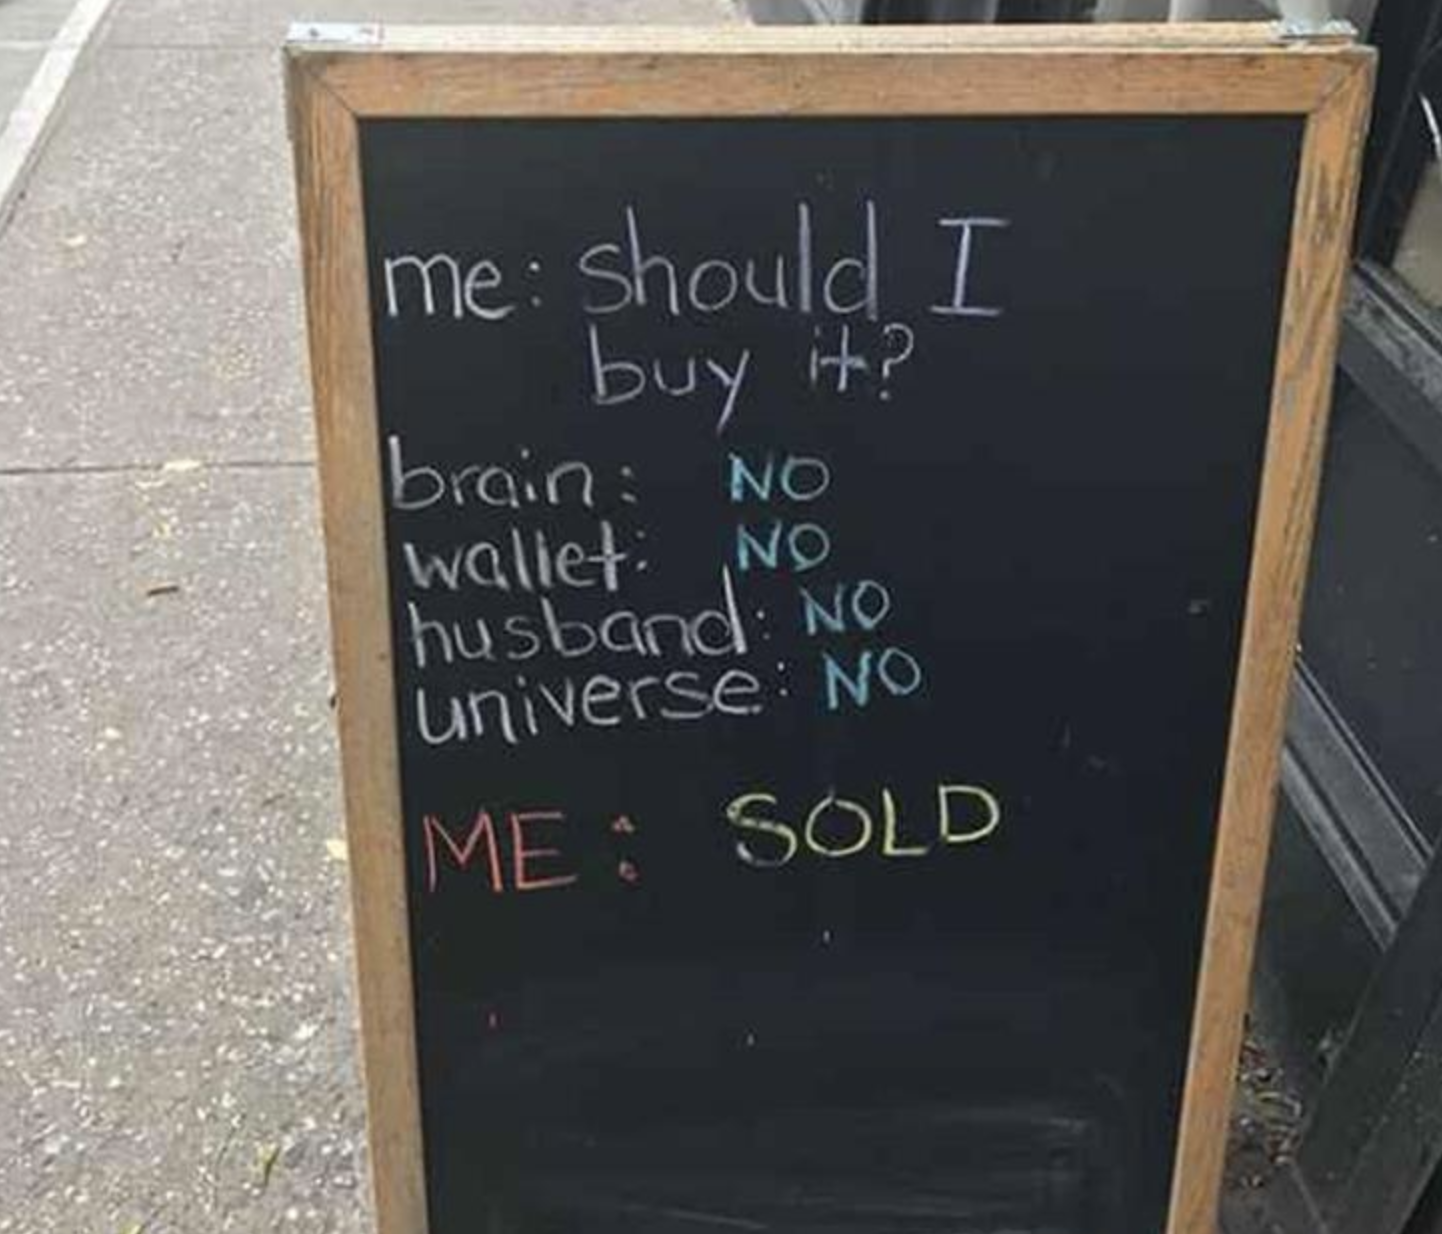 me: should I
buy it?
brain: NO
wallet: NO
husband: NO
universe: NO
ME: SOLD